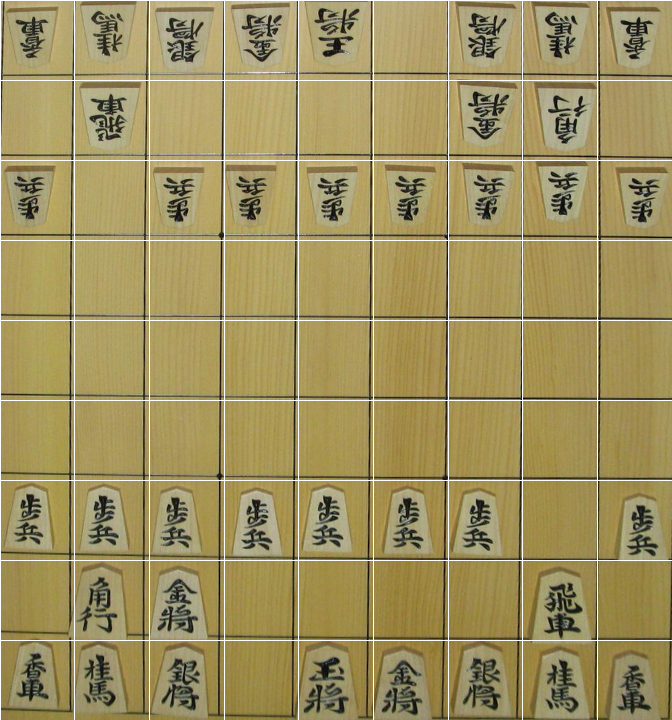 香車 桂馬 銀将 金将 王将 銀将 桂馬 香車
飛車 金将 角行
歩兵 歩兵 歩兵 歩兵 歩兵 歩兵 歩兵 歩兵
歩兵 歩兵 歩兵 歩兵 歩兵 歩兵 歩兵 歩兵
角行 金将 飛車
香車 桂馬 銀将 王将 金将 銀将 桂馬 香車